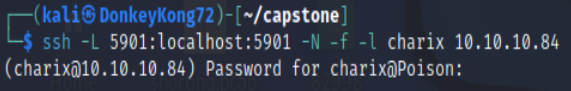 ┌──(kali㉿DonkeyKong72)-[~/capstone]
└─$ ssh -L 5901:localhost:5901 -N -f -l charix 10.10.10.84
(charix@10.10.10.84) Password for charix@Poison: